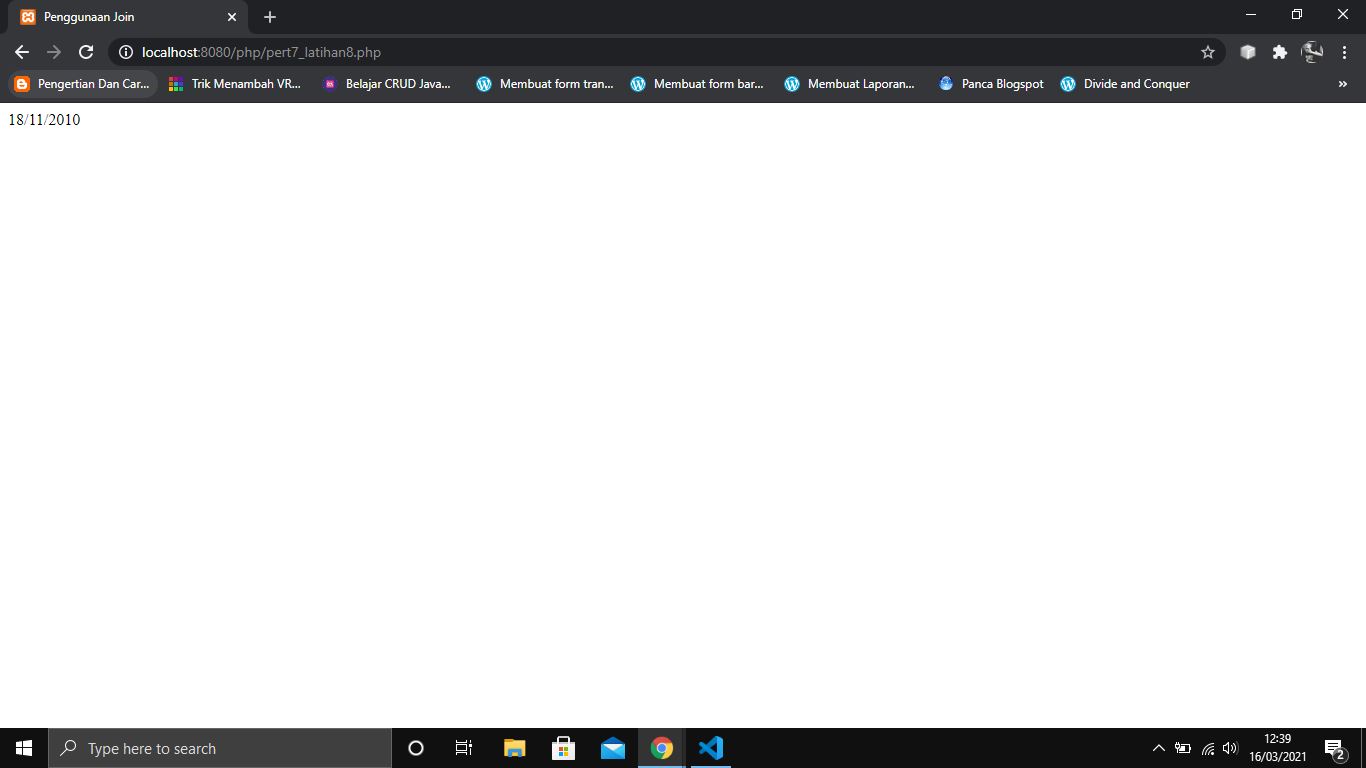 Penggunaan Join
localhost:8080/php/pert7_latihan8.php
Pengertian Dan Car... Trik Menambah VR... Belajar CRUD Java... Membuat form tran... Membuat form bar... Membuat Laporan... Panca Blogspot Divide and Conquer »
18/11/2010
Type here to search
12:39
16/03/2021
2